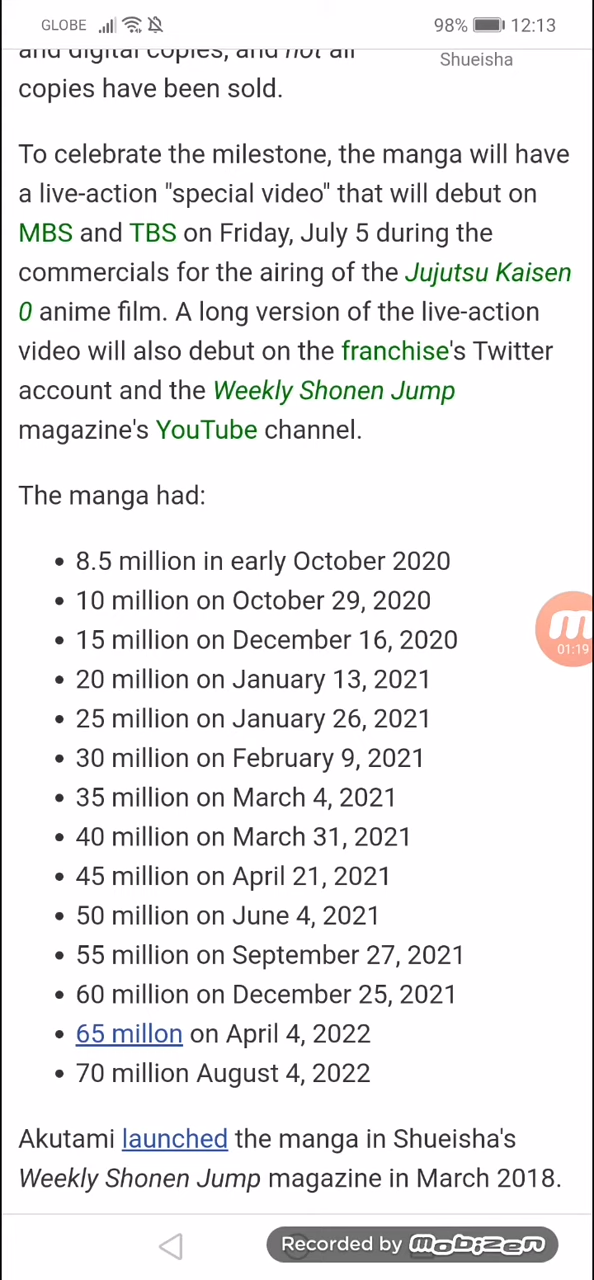 GLOBE 98% 12:13
and digital copies, and not all
Shueisha
copies have been sold.
To celebrate the milestone, the manga will have
a live-action "special video" that will debut on
MBS and TBS on Friday, July 5 during the
commercials for the airing of the Jujutsu Kaisen
0 anime film. A long version of the live-action
video will also debut on the franchise's Twitter
account and the Weekly Shonen Jump
magazine's YouTube channel.
The manga had:
• 8.5 million in early October 2020
• 10 million on October 29, 2020
• 15 million on December 16, 2020
• 20 million on January 13, 2021
• 25 million on January 26, 2021
• 30 million on February 9, 2021
• 35 million on March 4, 2021
• 40 million on March 31, 2021
• 45 million on April 21, 2021
• 50 million on June 4, 2021
• 55 million on September 27, 2021
• 60 million on December 25, 2021
• 65 millon on April 4, 2022
• 70 million August 4, 2022
m
01:19
Akutami launched the manga in Shueisha's
Weekly Shonen Jump magazine in March 2018.
Recorded by mobizen